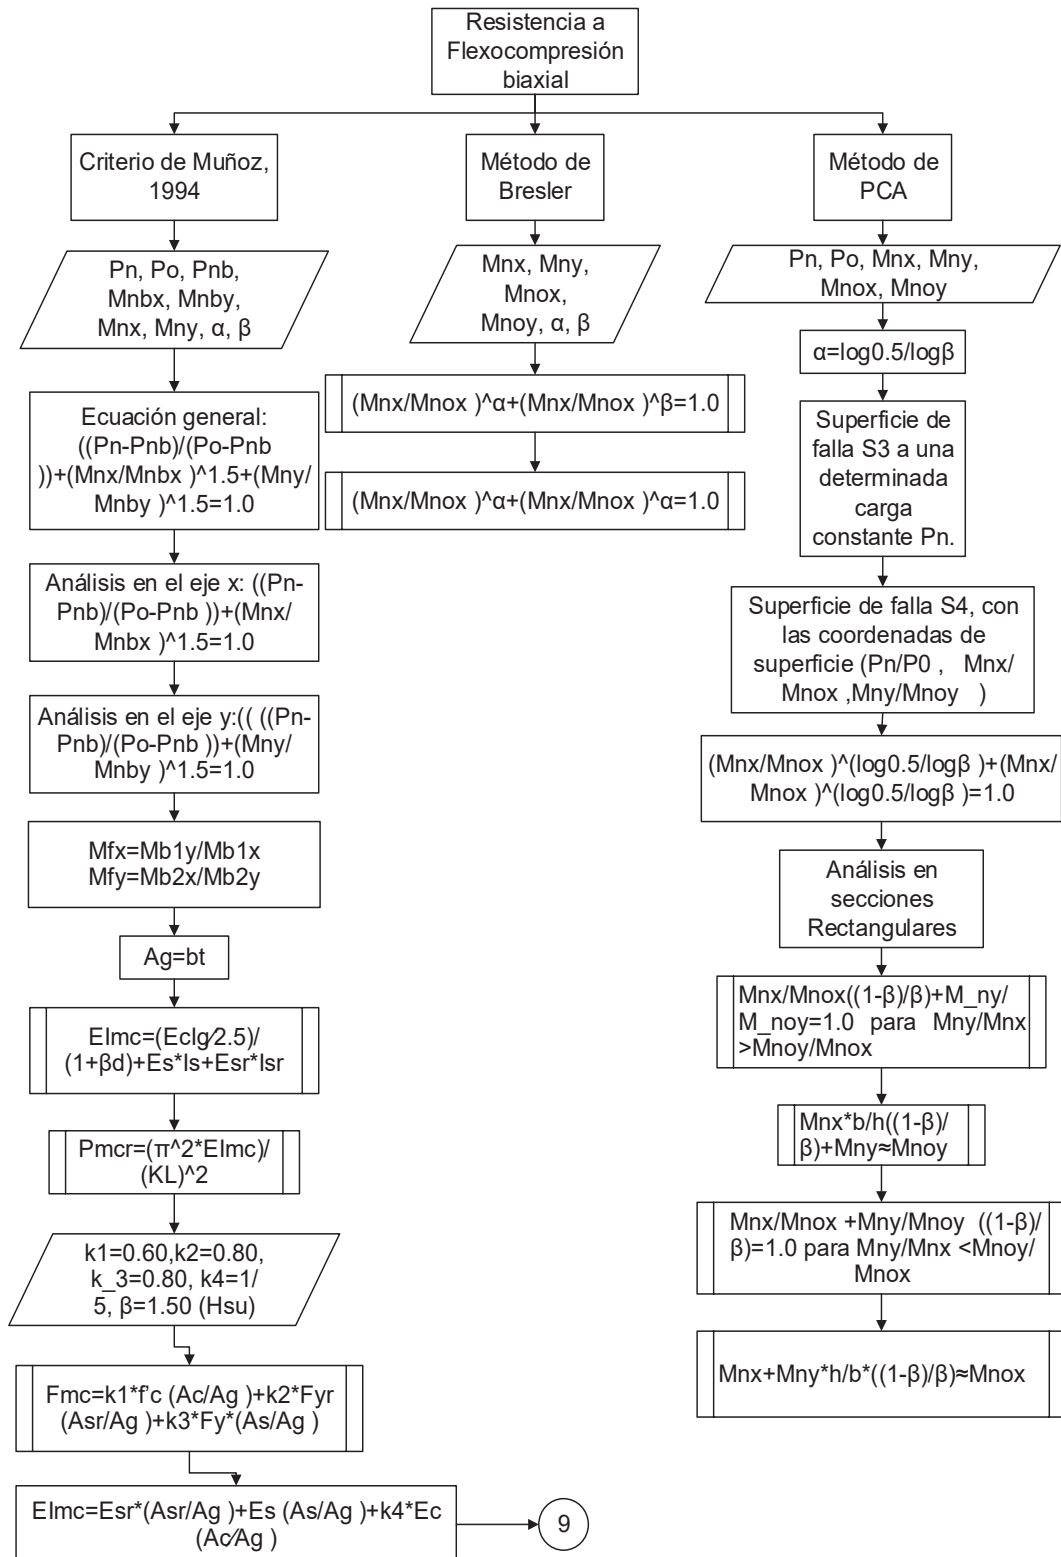 Resistencia a
Flexocompresión
biaxial
Criterio de Muñoz,
1994
Pn, Po, Pnb,
Mnbx, Mnby,
Mnx, Mny, α, β
Ecuación general:
((Pn-Pnb)/(Po-Pnb
))+(Mnx/Mnbx )^1.5+(Mny/
Mnby )^1.5=1.0
Análisis en el eje x: ((Pn-
Pnb)/(Po-Pnb ))+(Mnx/
Mnbx )^1.5=1.0
Análisis en el eje y:(( ((Pn-
Pnb)/(Po-Pnb ))+(Mny/
Mnby )^1.5=1.0
Mfx=Mb1y/Mb1x
Mfy=Mb2x/Mb2y
Ag=bt
EImc=(EcIg/2.5)/
(1+βd)+Es*Is+Esr*Isr
Pmcr=(π^2*EImc)/
(KL)^2
k1=0.60,k2=0.80,
k_3=0.80, k4=1/
5, β=1.50 (Hsu)
Fmc=k1*f'c (Ac/Ag )+k2*Fyr
(Asr/Ag )+k3*Fy*(As/Ag )
EImc=Esr*(Asr/Ag )+Es (As/Ag )+k4*Ec
(Ac/Ag )
9
Método de
Bresler
Mnx, Mny,
Mnox,
Mnoy, α, β
(Mnx/Mnox )^α+(Mnx/Mnox )^β=1.0
(Mnx/Mnox )^α+(Mnx/Mnox )^α=1.0
Método de
PCA
Pn, Po, Mnx, Mny,
Mnox, Mnoy
α=log0.5/logβ
Superficie de
falla S3 a una
determinada
carga
constante Pn.
Superficie de falla S4, con
las coordenadas de
superficie (Pn/P0 , Mnx/
Mnox ,Mny/Mnoy )
(Mnx/Mnox )^(log0.5/logβ )+(Mnx/
Mnox )^(log0.5/logβ )=1.0
Análisis en
secciones
Rectangulares
Mnx/Mnox((1-β)/β)+M_ny/
M_noy=1.0 para Mny/Mnx
>Mnoy/Mnox
Mnx*b/h((1-β)/
β)+Mny≈Mnoy
Mnx/Mnox +Mny/Mnoy ((1-β)/
β)=1.0 para Mny/Mnx <Mnoy/
Mnox
Mnx+Mny*h/b*((1-β)/β)≈Mnox